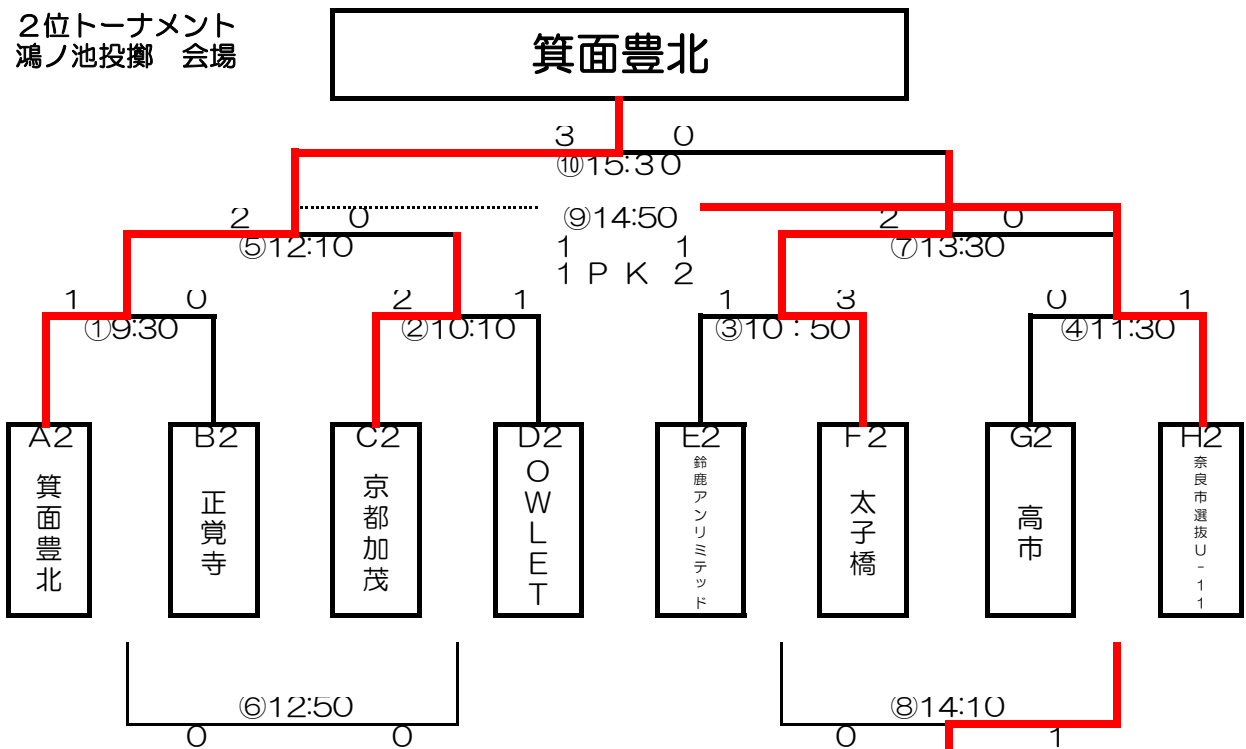 ２位トーナメント
鴻ノ池投擲　会場
箕面豊北
3 0
⑩15:30
⑨14:50
1 1
1 ＰＫ 2
2 0
⑤12:10
2 0
⑦13:30
1 0
①9:30
2 1
②10:10
1 3
③10：50
0 1
④11:30
A2
箕面豊北
B2
正覚寺
C2
京都加茂
D2
OWLET
E2
鈴鹿アンリミテッド
F2
太子橋
G2
高市
H2
奈良市選抜U-11
⑥12:50
0 0
⑧14:10
0 1